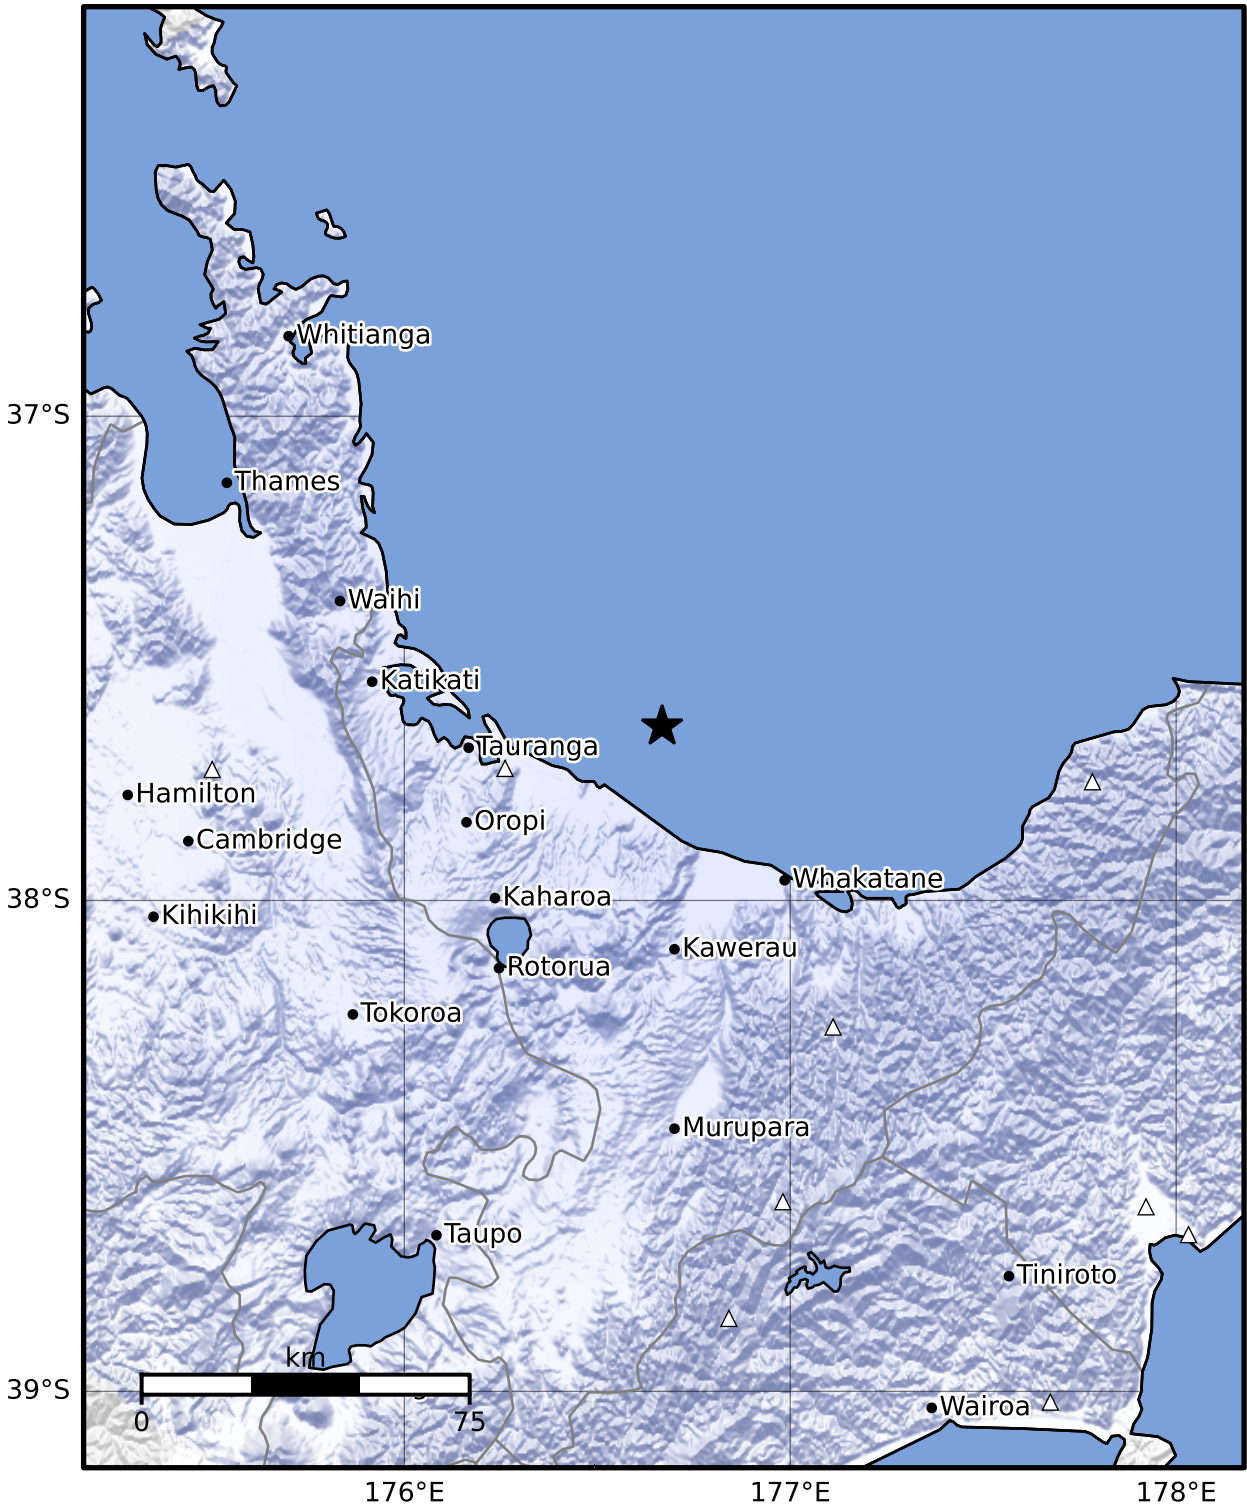 Whitianga
37°S
Thames
Waihi
Katikati
Tauranga
Hamilton
Oropi
Cambridge
Whakatane
38°S
Kaharoa
Kihikihi
Kawerau
Rotorua
Tokoroa
Murupara
Taupo
Tiniroto
km
39°S
Wairoa
0 75
176°E 177°E 178°E